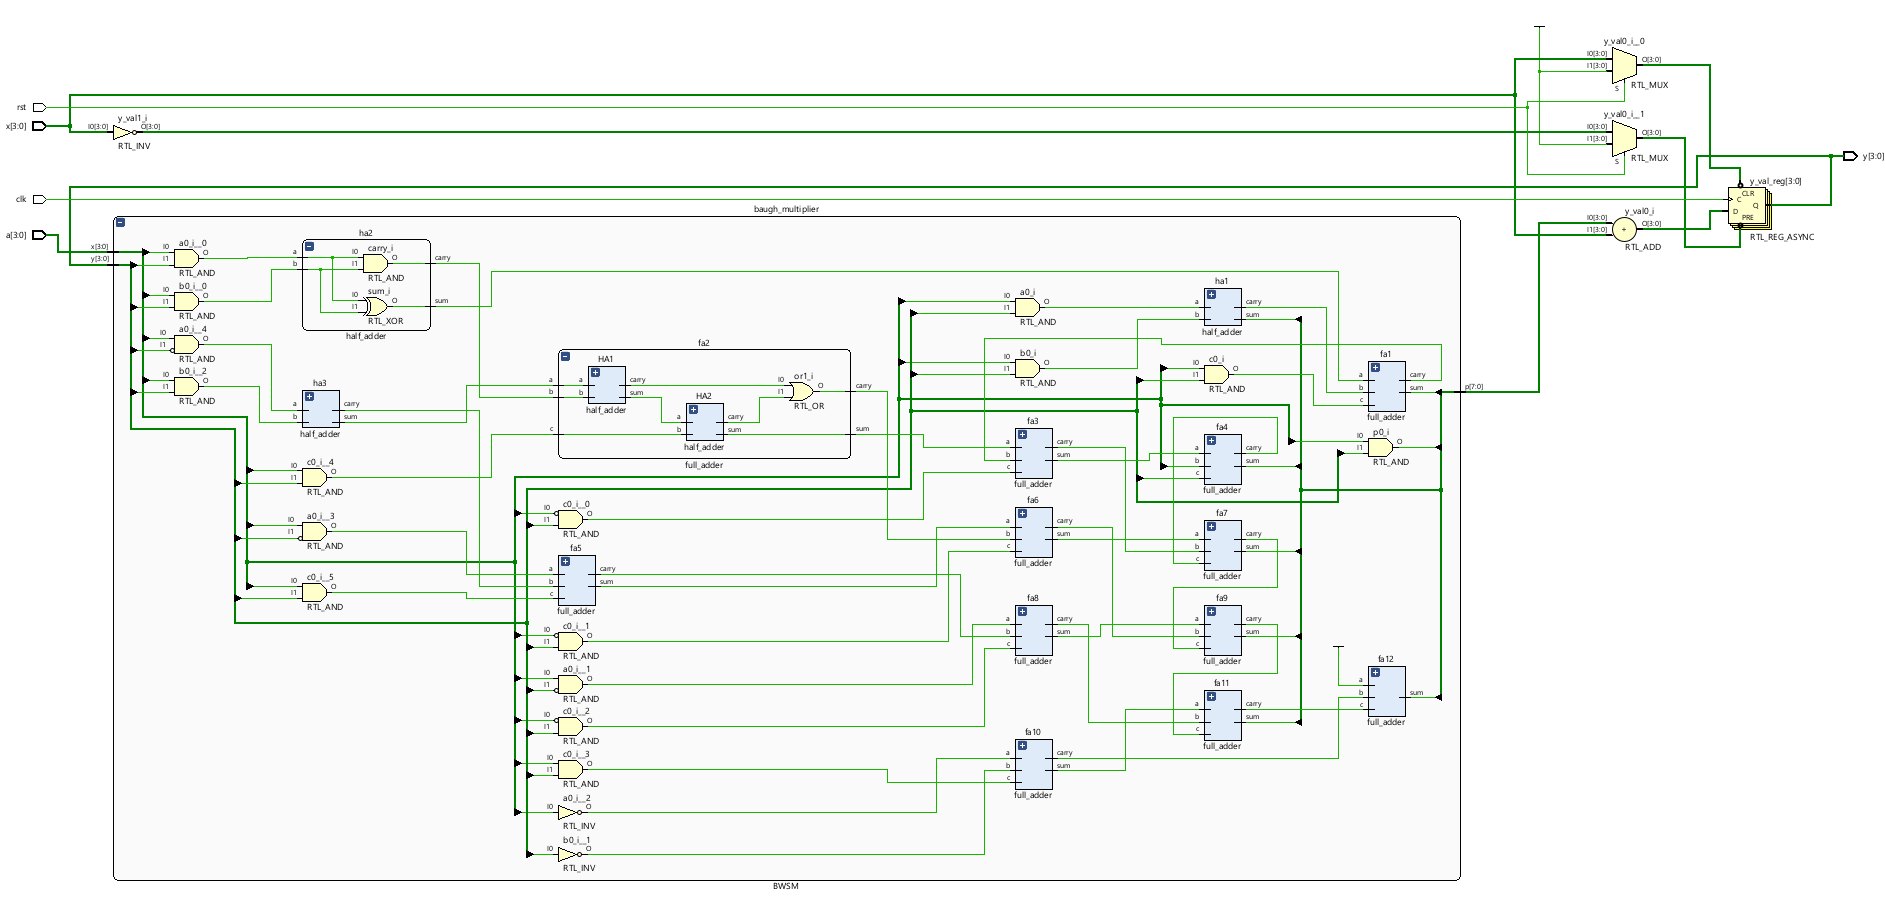 y_val0_i__0
I0[3:0]
O[3:0]
I1[3:0]
S
RTL_MUX
rst
x[3:0]
y_val1_i
I0[3:0]
O[3:0]
RTL_INV
y_val0_i__1
I0[3:0]
O[3:0]
I1[3:0]
S
RTL_MUX
y[3:0]
clk
y_val_reg[3:0]
CLR
C
Q
D
PRE
RTL_REG_ASYNC
y_val0_i
I0[3:0]
O[3:0]
I1[3:0]
+
RTL_ADD
baugh_multiplier
a[3:0]
x[3:0]
y[3:0]
a0_i__0
I0
O
I1
RTL_AND
b0_i__0
I0
O
I1
RTL_AND
a0_i__4
I0
O
I1
RTL_AND
b0_i__2
I0
O
I1
RTL_AND
ha2
a
b
carry_i
I0
O
I1
RTL_AND
carry
sum_i
I0
O
I1
RTL_XOR
sum
half_adder
ha3
a
carry
b
sum
half_adder
c0_i__4
I0
O
I1
RTL_AND
a0_i__3
I0
O
I1
RTL_AND
c0_i__5
I0
O
I1
RTL_AND
fa2
a
b
c
HA1
a
carry
b
sum
half_adder
HA2
a
carry
b
sum
half_adder
or1_i
I0
O
I1
RTL_OR
carry
sum
full_adder
c0_i__0
I0
O
I1
RTL_AND
fa5
a
carry
b
sum
c
full_adder
c0_i__1
I0
O
I1
RTL_AND
a0_i__1
I0
O
I1
RTL_AND
c0_i__2
I0
O
I1
RTL_AND
c0_i__3
I0
O
I1
RTL_AND
a0_i__2
I0
O
RTL_INV
b0_i__1
I0
O
RTL_INV
a0_i
I0
O
I1
RTL_AND
b0_i
I0
O
I1
RTL_AND
fa3
a
carry
b
sum
c
full_adder
fa6
a
carry
b
sum
c
full_adder
fa8
a
carry
b
sum
c
full_adder
fa10
a
carry
b
sum
c
full_adder
ha1
a
carry
b
sum
half_adder
c0_i
I0
O
I1
RTL_AND
fa4
a
carry
b
sum
c
full_adder
fa7
a
carry
b
sum
c
full_adder
fa9
a
carry
b
sum
c
full_adder
fa11
a
carry
b
sum
c
full_adder
fa1
a
carry
b
sum
c
full_adder
p[7:0]
p0_i
I0
O
I1
RTL_AND
fa12
a
b
sum
c
full_adder
BWSM